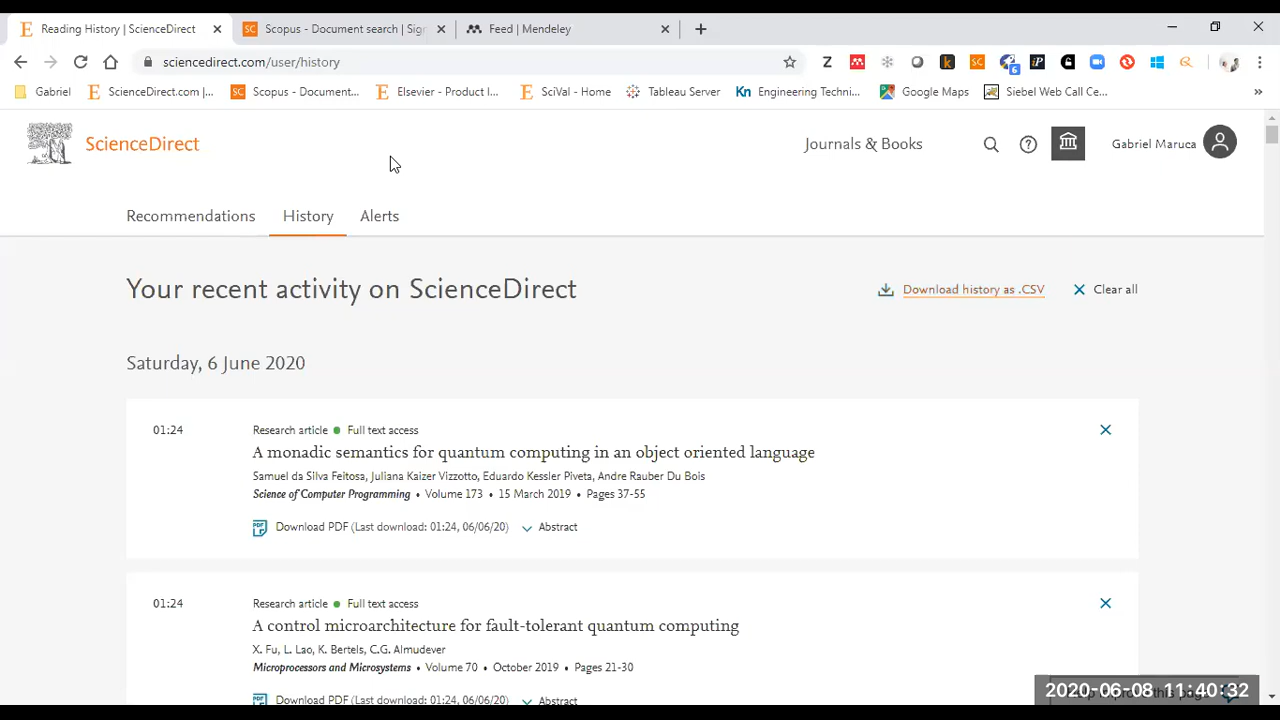 Reading History | ScienceDirect
Scopus - Document search | Sig
Feed | Mendeley
sciencedirect.com/user/history
6
Gabriel
ScienceDirect.com |...
Scopus - Document...
Elsevier - Product I...
SciVal - Home
Tableau Server
Kn Engineering Techni...
Google Maps
Siebel Web Call Ce...
ScienceDirect
Journals & Books
Gabriel Maruca
Recommendations
History
Alerts
Your recent activity on ScienceDirect
Download history as .CSV
Clear all
Saturday, 6 June 2020
01:24
Research article • Full text access
A monadic semantics for quantum computing in an object oriented language
Samuel da Silva Feitosa, Juliana Kaizer Vizzotto, Eduardo Kessler Piveta, Andre Rauber Du Bois
Science of Computer Programming • Volume 173 • 15 March 2019 • Pages 37-55
Download PDF (Last download: 01:24, 06/06/20)
Abstract
01:24
Research article • Full text access
A control microarchitecture for fault-tolerant quantum computing
X. Fu, L. Lao, K. Bertels, C.G. Almudever
Microprocessors and Microsystems • Volume 70 • October 2019 • Pages 21-30
Download PDF (Last download: 01:24, 06/06/20)
Abstract
2020-06-08 11:40:32